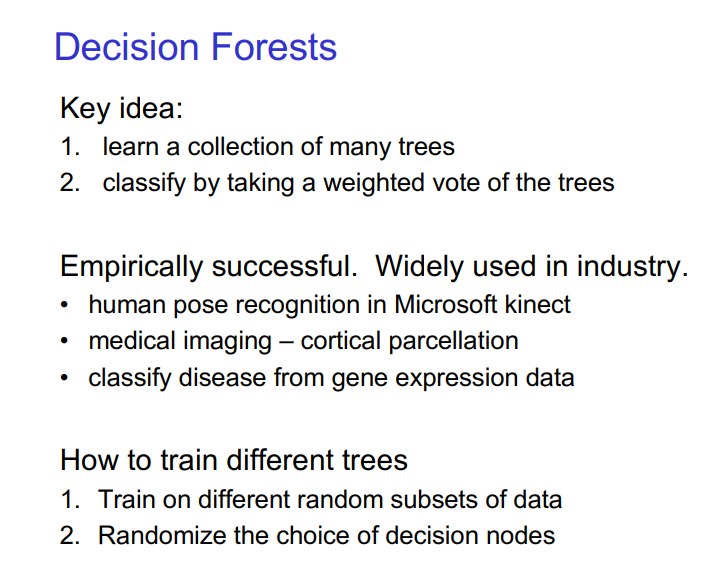 Decision Forests
Key idea:
1. learn a collection of many trees
2. classify by taking a weighted vote of the trees
Empirically successful.  Widely used in industry.
• human pose recognition in Microsoft kinect
• medical imaging – cortical parcellation
• classify disease from gene expression data
How to train different trees
1. Train on different random subsets of data
2. Randomize the choice of decision nodes